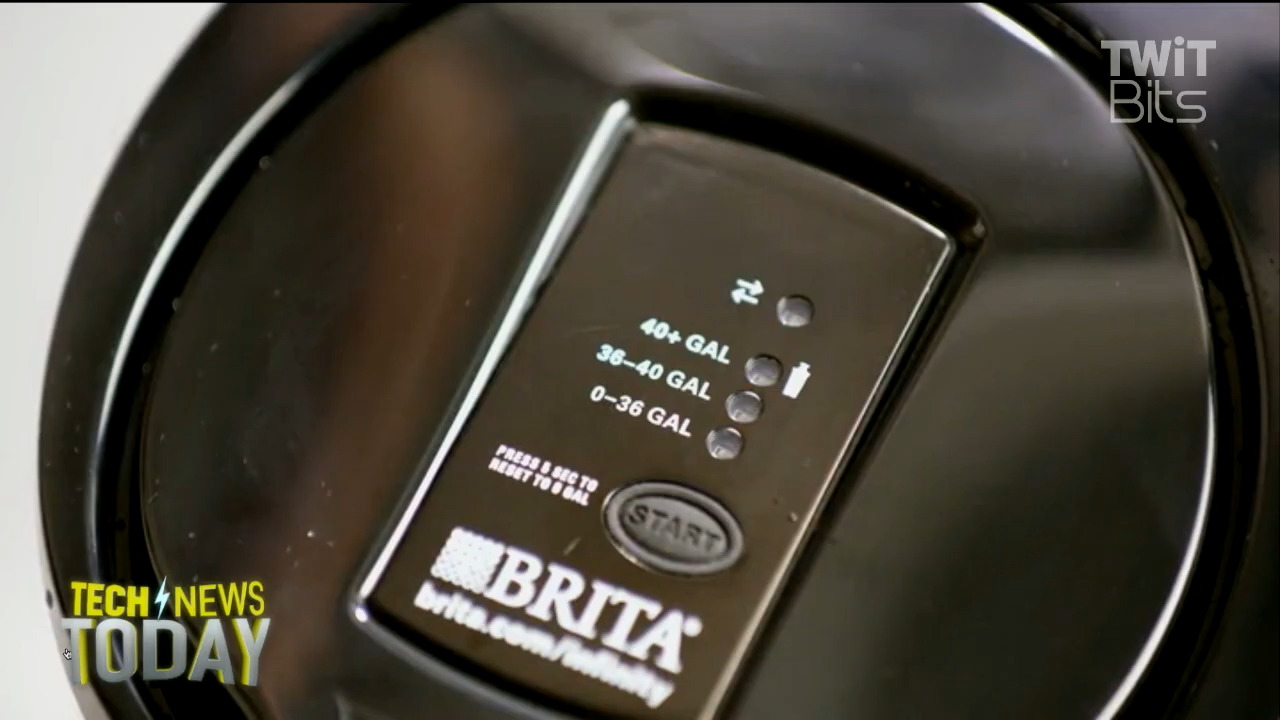 TWiT
Bits
40+ GAL
36–40 GAL
0–36 GAL
PRESS 5 SEC TO
RESET TO 0 GAL
START
BRITA®
brita.com/infinity
TECH NEWS
TODAY